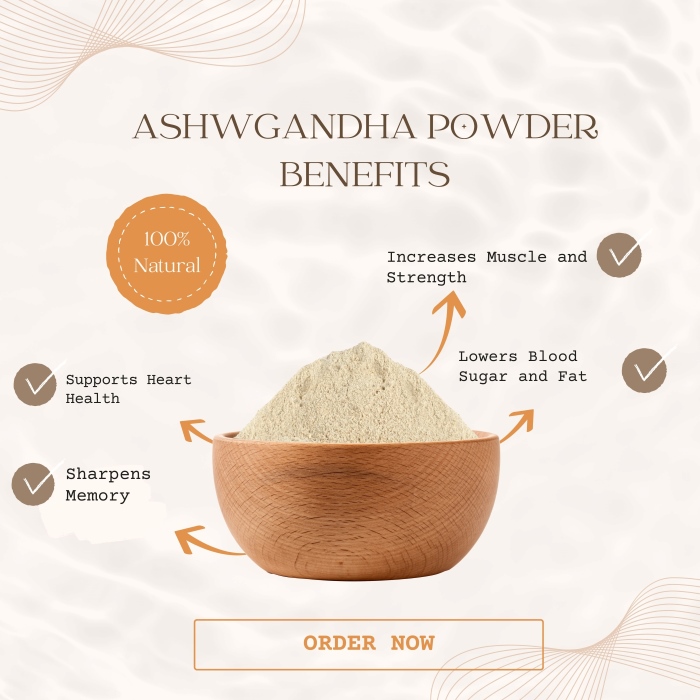 ASHWGANDHA POWDER
BENEFITS
100%
Natural
Increases Muscle and
Strength
Lowers Blood
Sugar and Fat
Supports Heart
Health
Sharpens
Memory
ORDER NOW